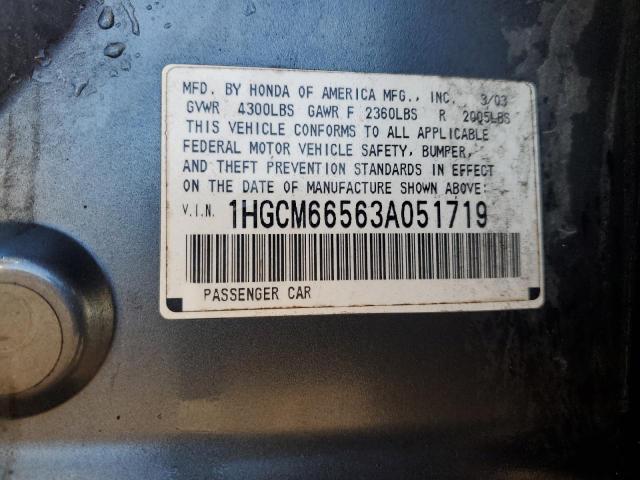 MFD. BY HONDA OF AMERICA MFG., INC. 3/03
GVWR 4300LBS GAWR F 2360LBS R 2005LBS
THIS VEHICLE CONFORMS TO ALL APPLICABLE
FEDERAL MOTOR VEHICLE SAFETY, BUMPER,
AND THEFT PREVENTION STANDARDS IN EFFECT
ON THE DATE OF MANUFACTURE SHOWN ABOVE:
V.I.N. 1HGCM66563A051719
PASSENGER CAR